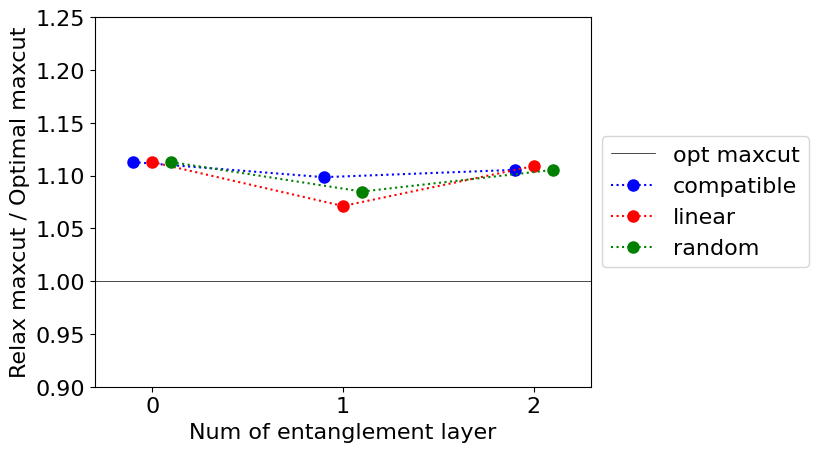 Relax maxcut / Optimal maxcut
1.25
1.20
1.15
1.10
1.05
1.00
0.95
0.90
0
1
2
Num of entanglement layer
opt maxcut
compatible
linear
random